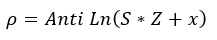 ρ = Anti Ln(S * Z + x)